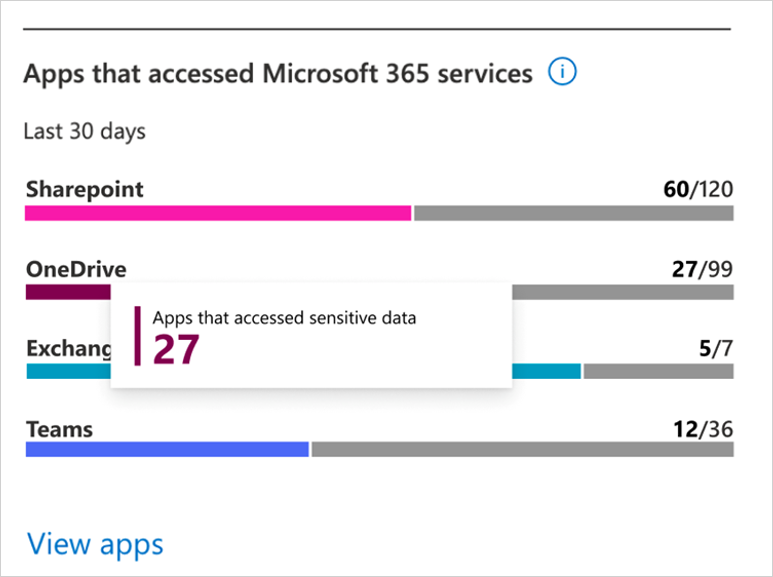 Apps that accessed Microsoft 365 services
Last 30 days
Sharepoint 60/120
OneDrive 27/99
Apps that accessed sensitive data
27
Exchang 5/7
Teams 12/36
View apps